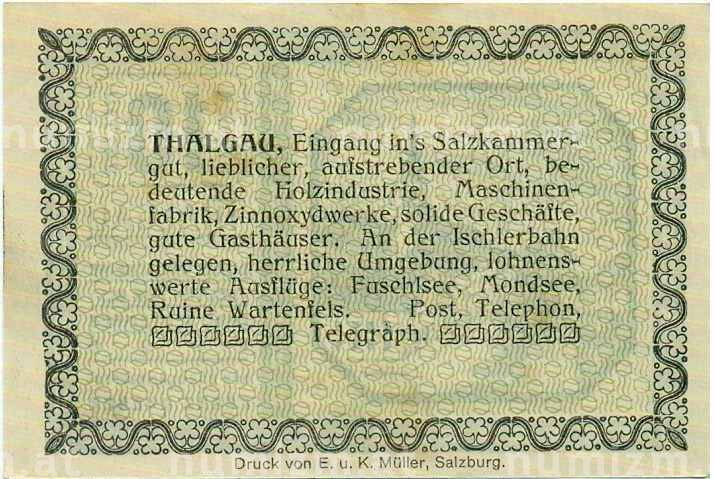 THALGAU, Eingang in's Salzkammer-
gut, lieblicher, aufstrebender Ort, be-
deutende Holzindustrie, Maschinen-
fabrik, Zinnoxydwerke, solide Geschäfte,
gute Gasthäuser. An der Ischlerbahn
gelegen, herrliche Umgebung, lohnens-
werte Ausflüge: Fuschlsee, Mondsee,
Ruine Wartenfels. Post, Telephon,
Telegraph.
Druck von E. u. K. Müller, Salzburg.